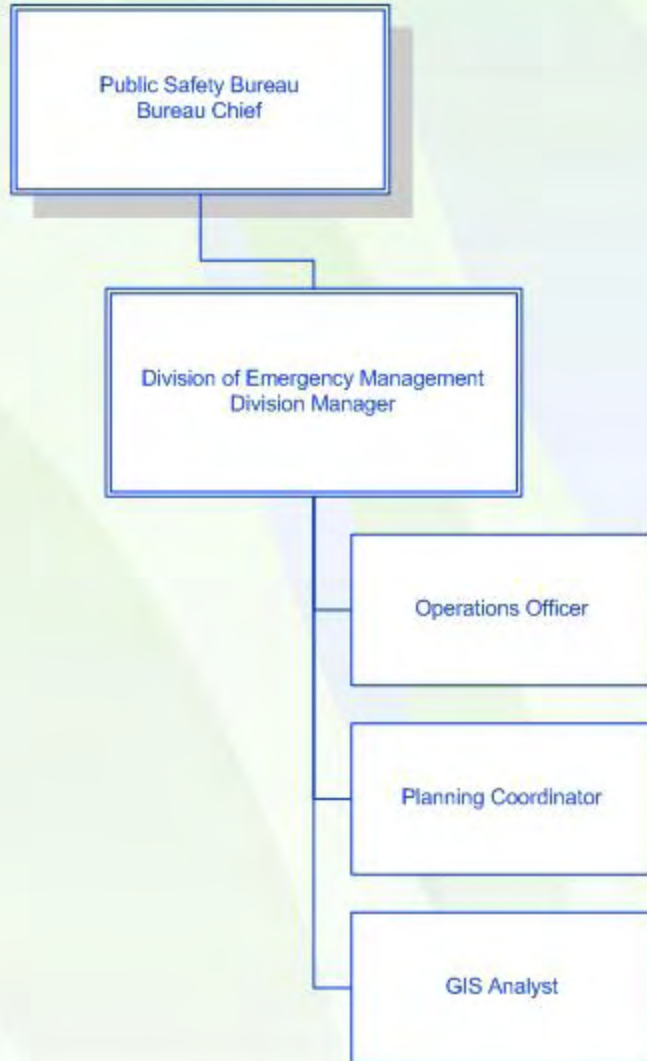 Public Safety Bureau
Bureau Chief
Division of Emergency Management
Division Manager
Operations Officer
Planning Coordinator
GIS Analyst